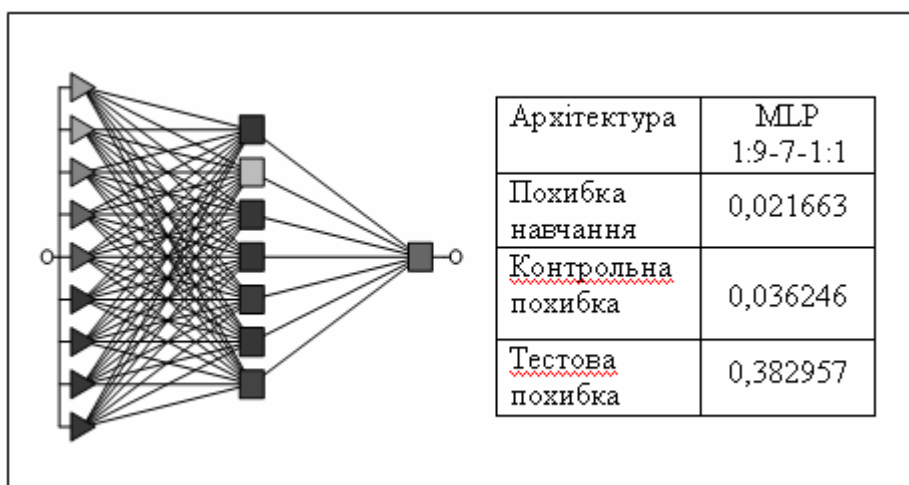 Архітектура
MLP
1:9-7-1:1
Похибка
навчання
0,021663
Контрольна
похибка
0,036246
Тестова
похибка
0,382957